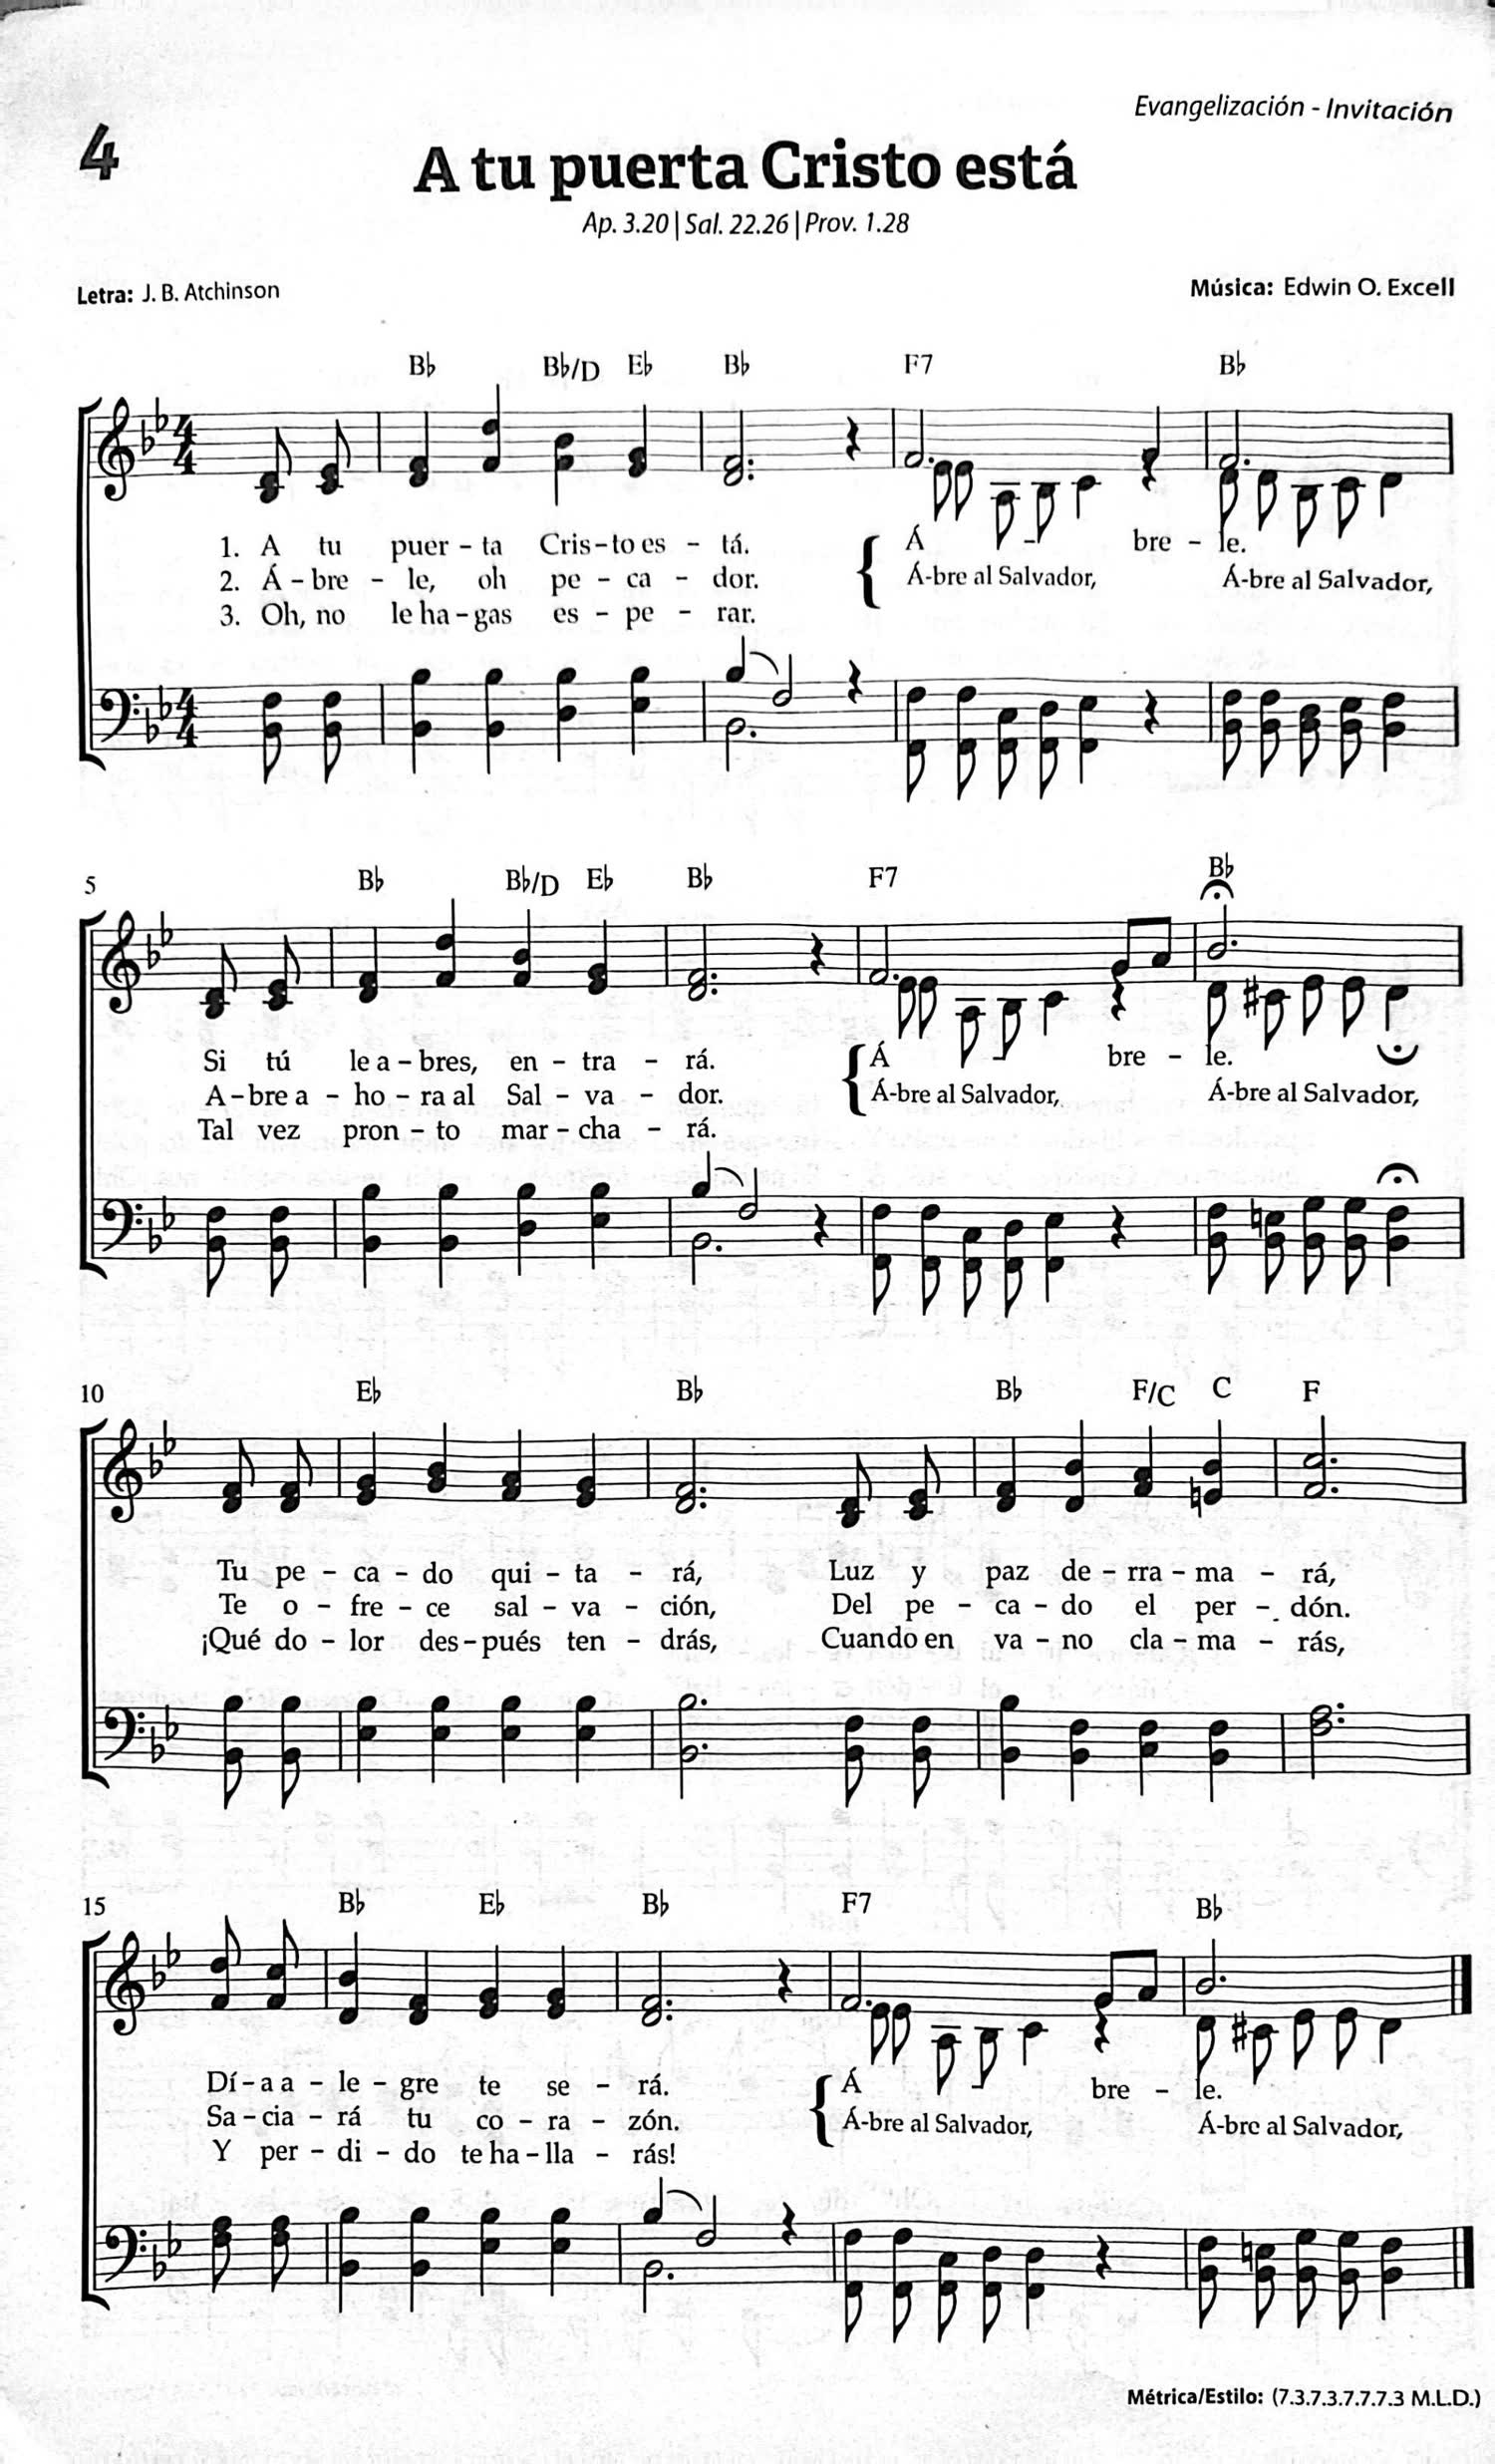 Evangelización - Invitación
4
A tu puerta Cristo está
Ap. 3.20 | Sal. 22.26 | Prov. 1.28
Letra: J. B. Atchinson
Música: Edwin O. Excell
B♭ B♭/D E♭ B♭ F7 B♭
1. A tu puer – ta Cris – to es – tá. { Á bre – le.
2. Á – bre – le, oh pe – ca – dor. Á-bre al Salvador, Á-bre al Salvador,
3. Oh, no le ha – gas es – pe – rar.
5
B♭ B♭/D E♭ B♭ F7 B♭
Si tú le a – bres, en – tra – rá. { Á bre – le.
A – bre a – ho – ra al Sal – va – dor. Á-bre al Salvador, Á-bre al Salvador,
Tal vez pron – to mar – cha – rá.
10
E♭ B♭ B♭ F/C C F
Tu pe – ca – do qui – ta – rá, Luz y paz de – rra – ma – rá,
Te o – fre – ce sal – va – ción, Del pe – ca – do el per – dón.
¡Qué do – lor des – pués ten – drás, Cuando en va – no cla – ma – rás,
15
B♭ E♭ B♭ F7 B♭
Dí – a a – le – gre te se – rá. { Á bre – le.
Sa – cia – rá tu co – ra – zón. Á-bre al Salvador, Á-bre al Salvador,
Y per – di – do te ha – lla – rás!
Métrica/Estilo: (7.3.7.3.7.7.7.3 M.L.D.)